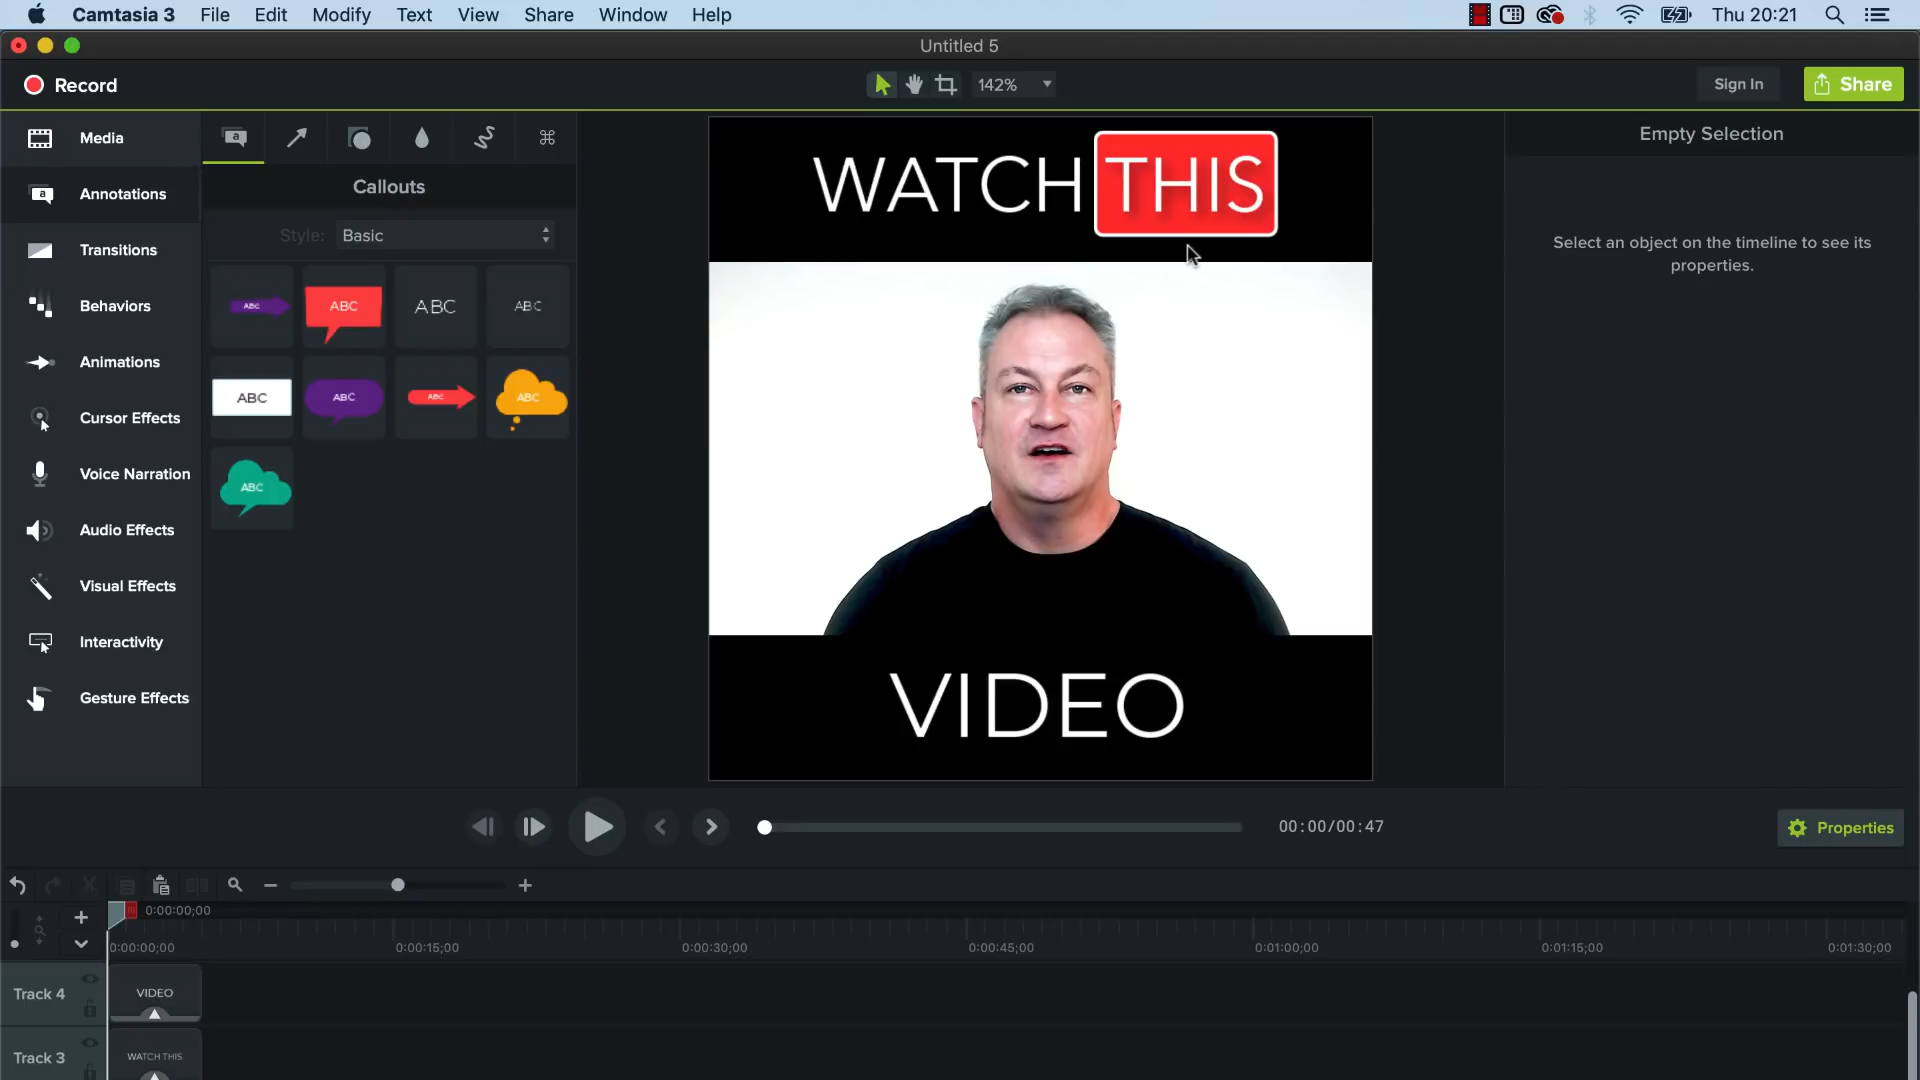 Camtasia 3 File Edit Modify Text View Share Window Help Thu 20:21
Untitled 5
Record 142% Sign In Share
Media
Annotations
Transitions
Behaviors
Animations
Cursor Effects
Voice Narration
Audio Effects
Visual Effects
Interactivity
Gesture Effects
Callouts
Style: Basic
ABC ABC ABC ABC
ABC ABC ABC ABC
ABC
WATCH THIS
VIDEO
Empty Selection
Select an object on the timeline to see its
properties.
00:00/00:47
Properties
0:00:00;00
0:00:00;00 0:00:15;00 0:00:30;00 0:00:45;00 0:01:00;00 0:01:15;00 0:01:30;00
Track 4 VIDEO
Track 3 WATCH THIS